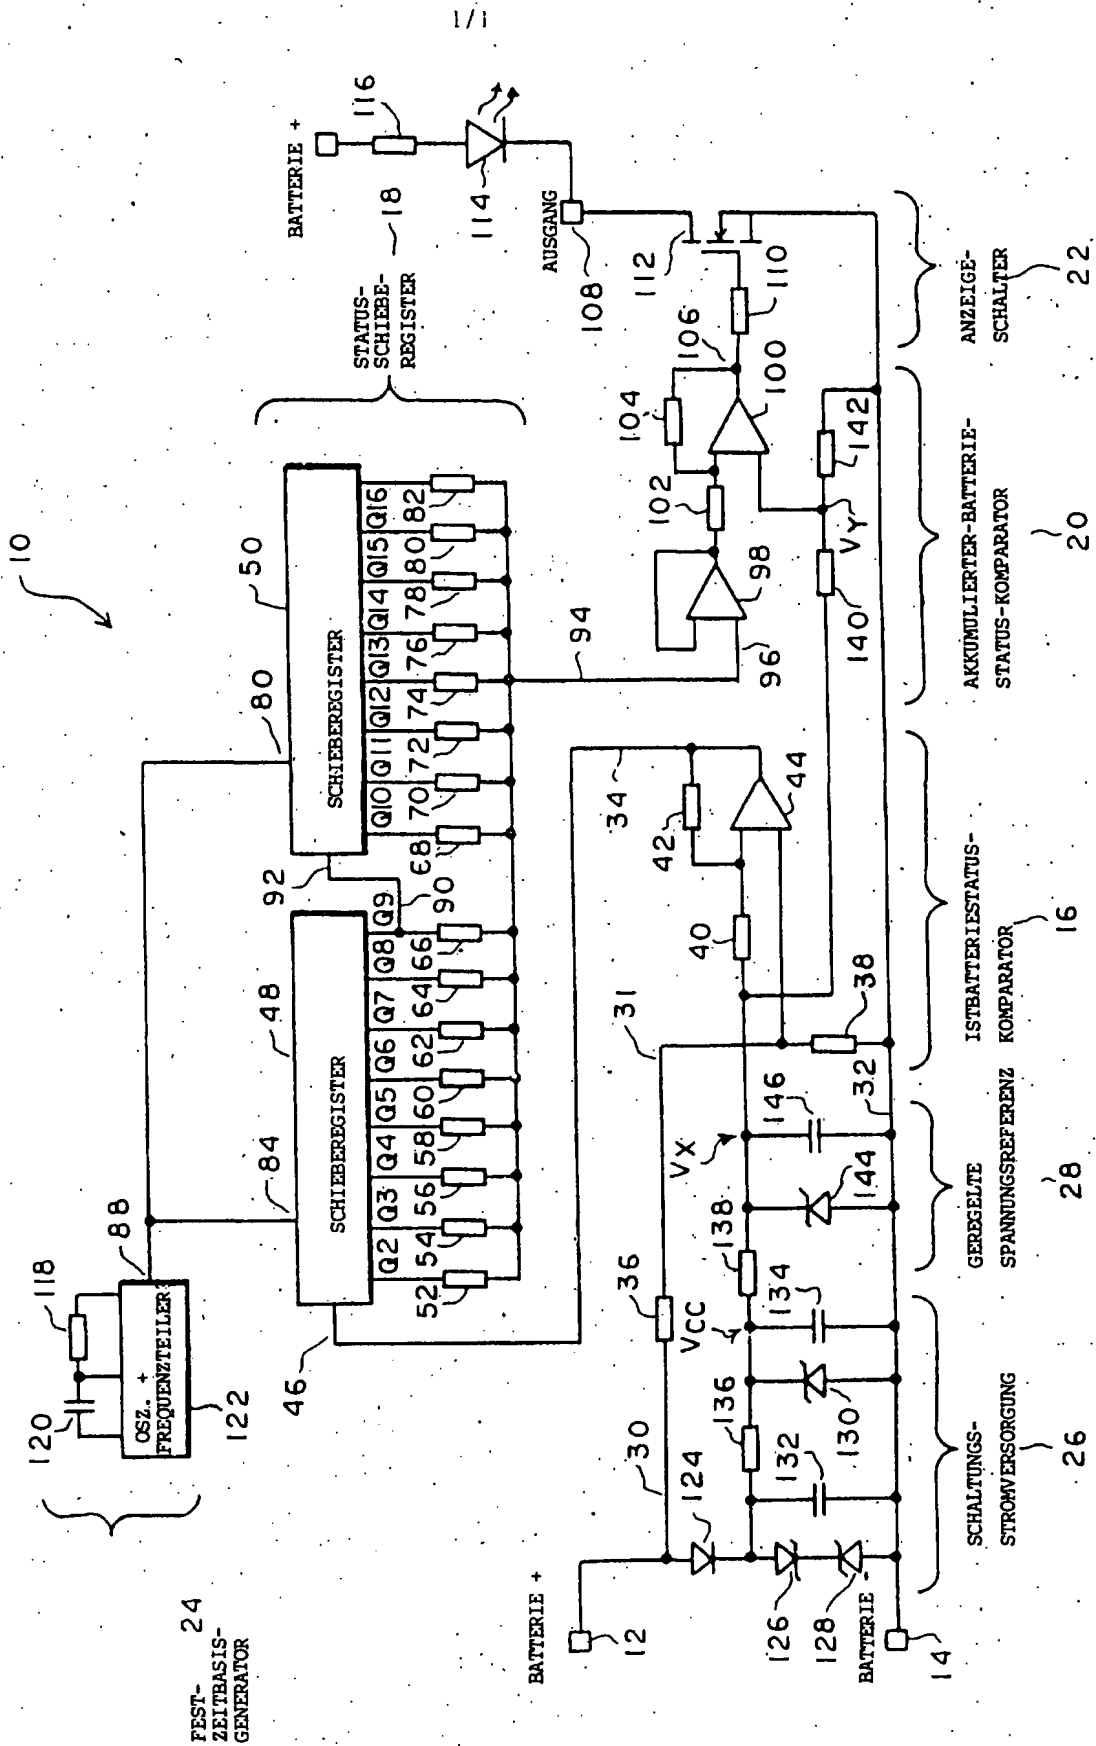 1/1
10
120
118
OSZ. +
FREQUENZTEILER
88
122
FEST-
ZEITBASIS-
GENERATOR
24
84
48
80
50
SCHIEBEREGISTER
SCHIEBEREGISTER
46
92
90
Q2 Q3 Q4 Q5 Q6 Q7 Q8 Q9
Q10 Q11 Q12 Q13 Q14 Q15 Q16
52 54 56 58 60 62 64 66
68 70 72 74 76 78 80 82
STATUS-
SCHIEBE-
REGISTER
18
BATTERIE +
116
114
AUSGANG
108
94
96
98
102
104
100
106
110
112
BATTERIE +
12
30
36
31
34
124
126
128
136
132
130
VCC
134
138
VX
144
146
32
38
40
42
44
140
VY
142
BATTERIE -
14
SCHALTUNGS-
STROMVERSORGUNG
26
GEREGELTE
SPANNUNGSREFERENZ
28
ISTBATTERIESTATUS-
KOMPARATOR
16
AKKUMULIERTER-BATTERIE-
STATUS-KOMPARATOR
20
ANZEIGE-
SCHALTER
22